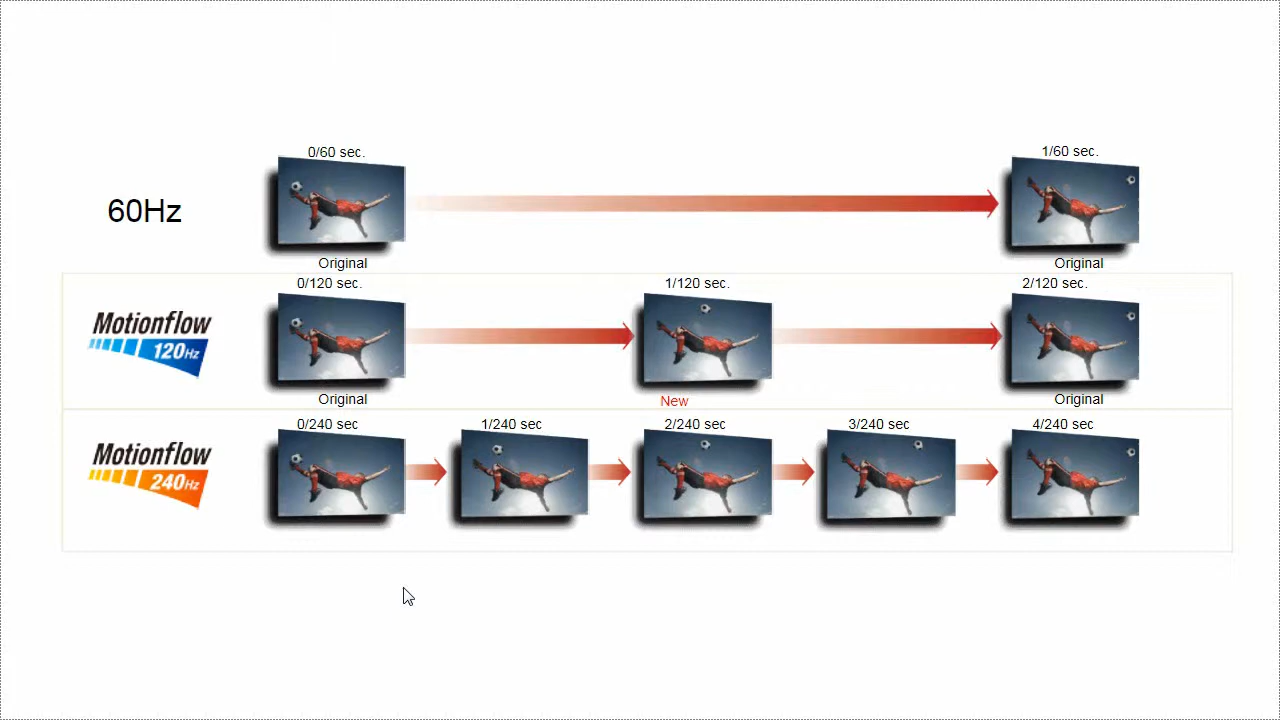 0/60 sec.
1/60 sec.
60Hz
Original
Original
0/120 sec.
1/120 sec.
2/120 sec.
Motionflow
120Hz
Original
New
Original
0/240 sec
1/240 sec
2/240 sec
3/240 sec
4/240 sec
Motionflow
240Hz